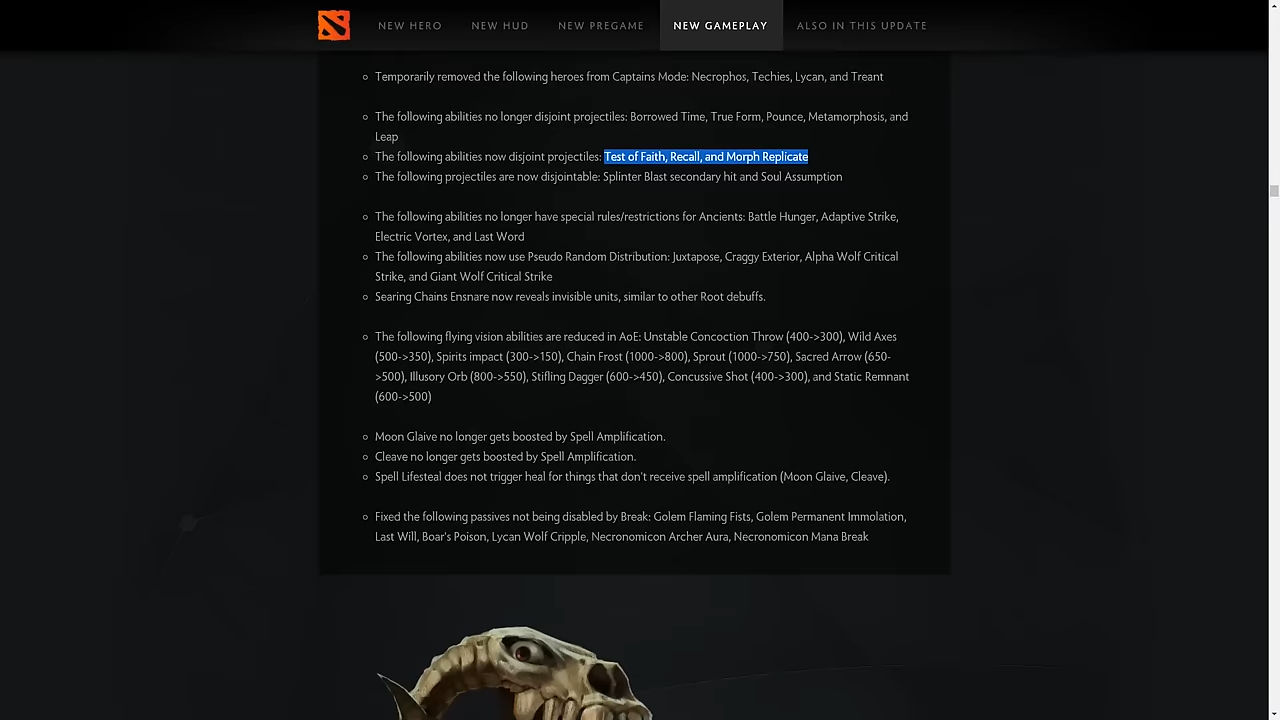 NEW HERO NEW HUD NEW PREGAME NEW GAMEPLAY ALSO IN THIS UPDATE
Temporarily removed the following heroes from Captains Mode: Necrophos, Techies, Lycan, and Treant
The following abilities no longer disjoint projectiles: Borrowed Time, True Form, Pounce, Metamorphosis, and
Leap
The following abilities now disjoint projectiles: Test of Faith, Recall, and Morph Replicate
The following projectiles are now disjointable: Splinter Blast secondary hit and Soul Assumption
The following abilities no longer have special rules/restrictions for Ancients: Battle Hunger, Adaptive Strike,
Electric Vortex, and Last Word
The following abilities now use Pseudo Random Distribution: Juxtapose, Craggy Exterior, Alpha Wolf Critical
Strike, and Giant Wolf Critical Strike
Searing Chains Ensnare now reveals invisible units, similar to other Root debuffs.
The following flying vision abilities are reduced in AoE: Unstable Concoction Throw (400->300), Wild Axes
(500->350), Spirits impact (300->150), Chain Frost (1000->800), Sprout (1000->750), Sacred Arrow (650-
>500), Illusory Orb (800->550), Stifling Dagger (600->450), Concussive Shot (400->300), and Static Remnant
(600->500)
Moon Glaive no longer gets boosted by Spell Amplification.
Cleave no longer gets boosted by Spell Amplification.
Spell Lifesteal does not trigger heal for things that don't receive spell amplification (Moon Glaive, Cleave).
Fixed the following passives not being disabled by Break: Golem Flaming Fists, Golem Permanent Immolation,
Last Will, Boar's Poison, Lycan Wolf Cripple, Necronomicon Archer Aura, Necronomicon Mana Break